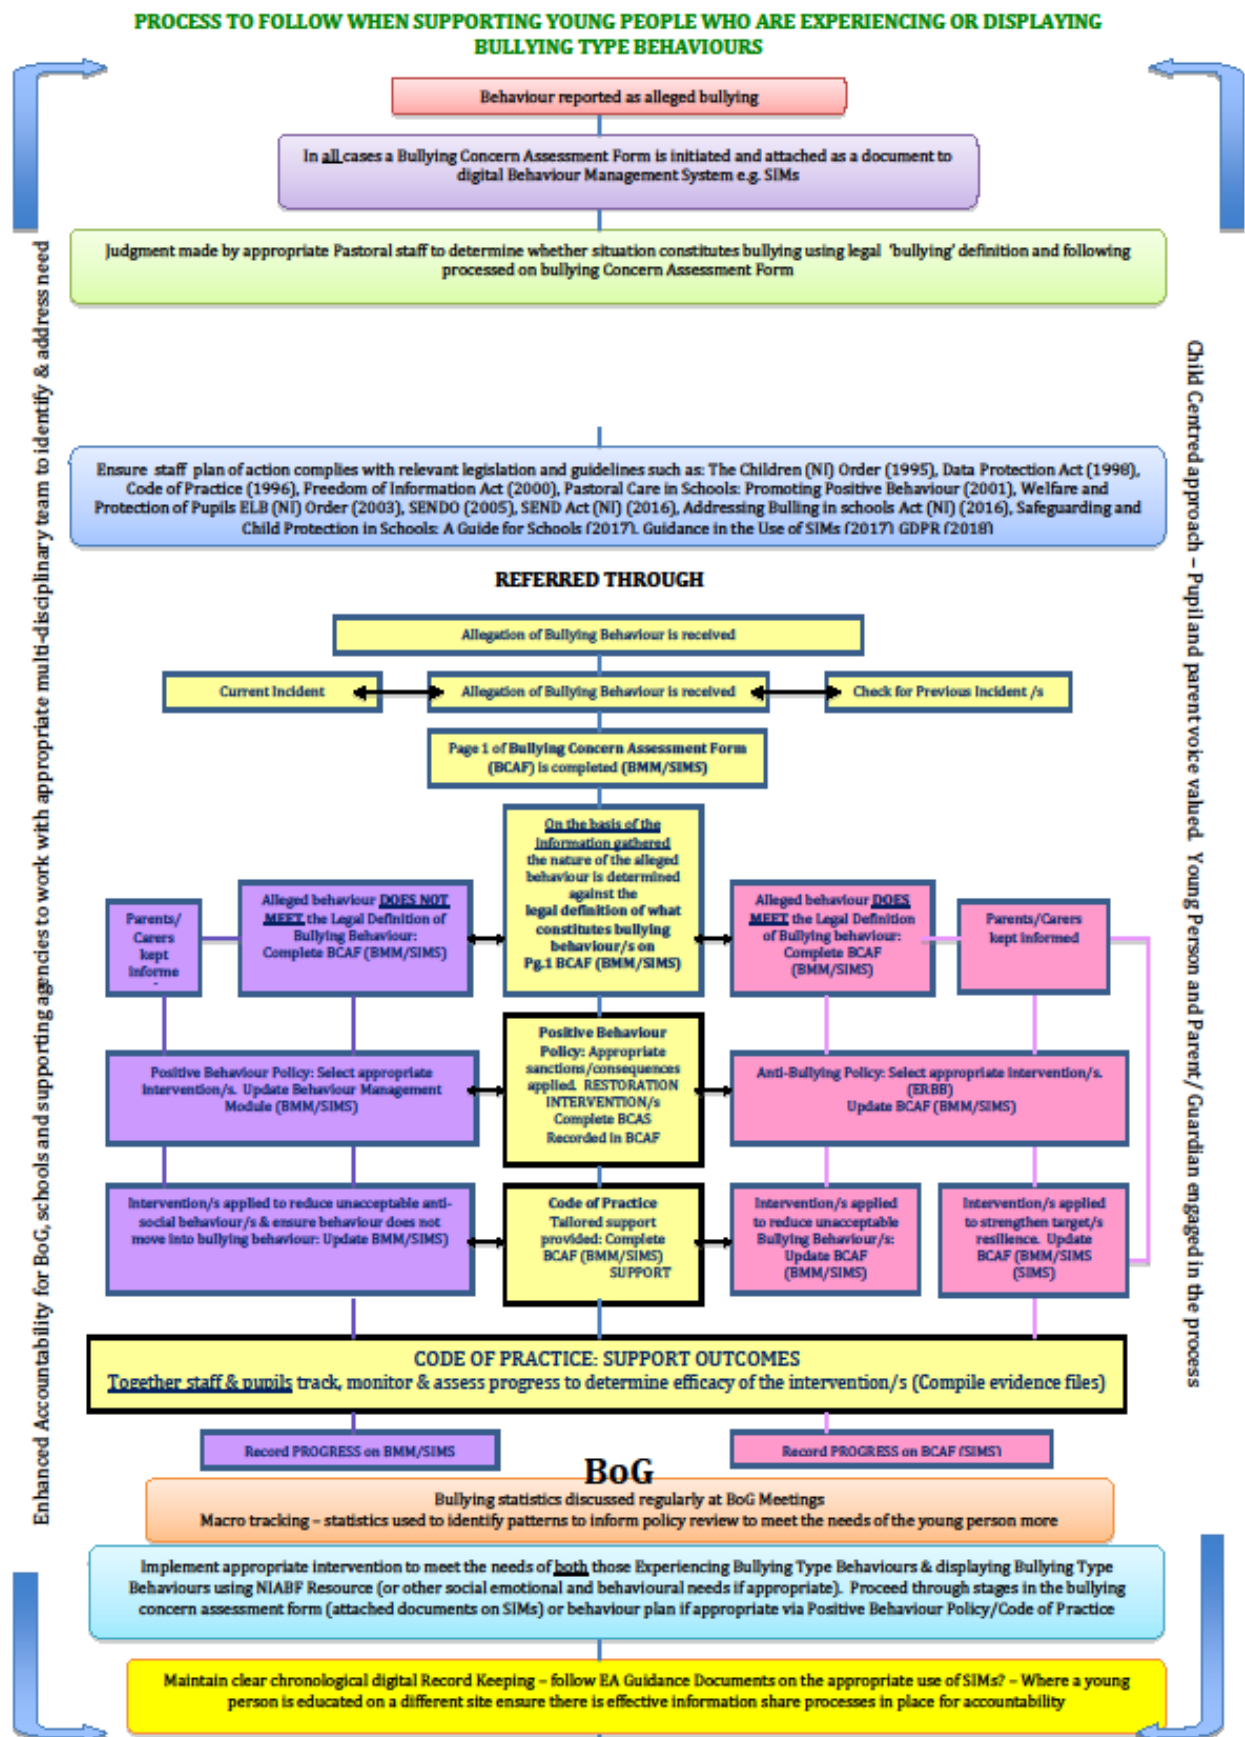 PROCESS TO FOLLOW WHEN SUPPORTING YOUNG PEOPLE WHO ARE EXPERIENCING OR DISPLAYING
BULLYING TYPE BEHAVIOURS
Behaviour reported as alleged bullying
In all cases a Bullying Concern Assessment Form is initiated and attached as a document to
digital Behaviour Management System e.g. SIMs
Judgment made by appropriate Pastoral staff to determine whether situation constitutes bullying using legal 'bullying' definition and following
processed on bullying Concern Assessment Form
Enhanced Accountability for BoG, schools and supporting agencies to work with appropriate multi-disciplinary team to identify & address need
Child Centred approach – Pupil and parent voice valued. Young Person and Parent/ Guardian engaged in the process
Ensure staff plan of action complies with relevant legislation and guidelines such as: The Children (NI) Order (1995), Data Protection Act (1998),
Code of Practice (1996), Freedom of Information Act (2000), Pastoral Care in Schools: Promoting Positive Behaviour (2001), Welfare and
Protection of Pupils ELB (NI) Order (2003), SENDO (2005), SEND Act (NI) (2016), Addressing Bulling in schools Act (NI) (2016), Safeguarding and
Child Protection in Schools: A Guide for Schools (2017). Guidance in the Use of SIMs (2017) GDPR (2018)
REFERRED THROUGH
Allegation of Bullying Behaviour is received
Current Incident
Allegation of Bullying Behaviour is received
Check for Previous Incident /s
Page 1 of Bullying Concern Assessment Form
(BCAF) is completed (BMM/SIMS)
Parents/
Carers
kept
informe
Alleged behaviour DOES NOT
MEET the Legal Definition of
Bullying Behaviour:
Complete BCAF (BMM/SIMS)
On the basis of the
information gathered
the nature of the alleged
behaviour is determined
against the
legal definition of what
constitutes bullying
behaviour/s on
Pg.1 BCAF (BMM/SIMS)
Alleged behaviour DOES
MEET the Legal Definition
of Bullying behaviour:
Complete BCAF
(BMM/SIMS)
Parents/Carers
kept informed
Positive Behaviour Policy: Select appropriate
Intervention/s. Update Behaviour Management
Module (BMM/SIMS)
Positive Behaviour
Policy: Appropriate
sanctions/consequences
applied. RESTORATION
INTERVENTION/s
Complete BCAS
Recorded in BCAF
Anti-Bullying Policy: Select appropriate intervention/s.
(ERBB)
Update BCAF (BMM/SIMS)
Intervention/s applied to reduce unacceptable anti-
social behaviour/s & ensure behaviour does not
move into bullying behaviour: Update BMM/SIMS)
Code of Practice
Tailored support
provided: Complete
BCAF (BMM/SIMS)
SUPPORT
Intervention/s applied
to reduce unacceptable
Bullying Behaviour/s:
Update BCAF
(BMM/SIMS)
Intervention/s applied
to strengthen target/s
resilience. Update
BCAF (BMM/SIMS
(SIMS)
CODE OF PRACTICE: SUPPORT OUTCOMES
Together staff & pupils track, monitor & assess progress to determine efficacy of the intervention/s (Compile evidence files)
Record PROGRESS on BMM/SIMS
Record PROGRESS on BCAF (SIMS)
BoG
Bullying statistics discussed regularly at BoG Meetings
Macro tracking – statistics used to identify patterns to inform policy review to meet the needs of the young person more
Implement appropriate intervention to meet the needs of both those Experiencing Bullying Type Behaviours & displaying Bullying Type
Behaviours using NIABF Resource (or other social emotional and behavioural needs if appropriate). Proceed through stages in the bullying
concern assessment form (attached documents on SIMs) or behaviour plan if appropriate via Positive Behaviour Policy/Code of Practice
Maintain clear chronological digital Record Keeping – follow EA Guidance Documents on the appropriate use of SIMs? – Where a young
person is educated on a different site ensure there is effective information share processes in place for accountability